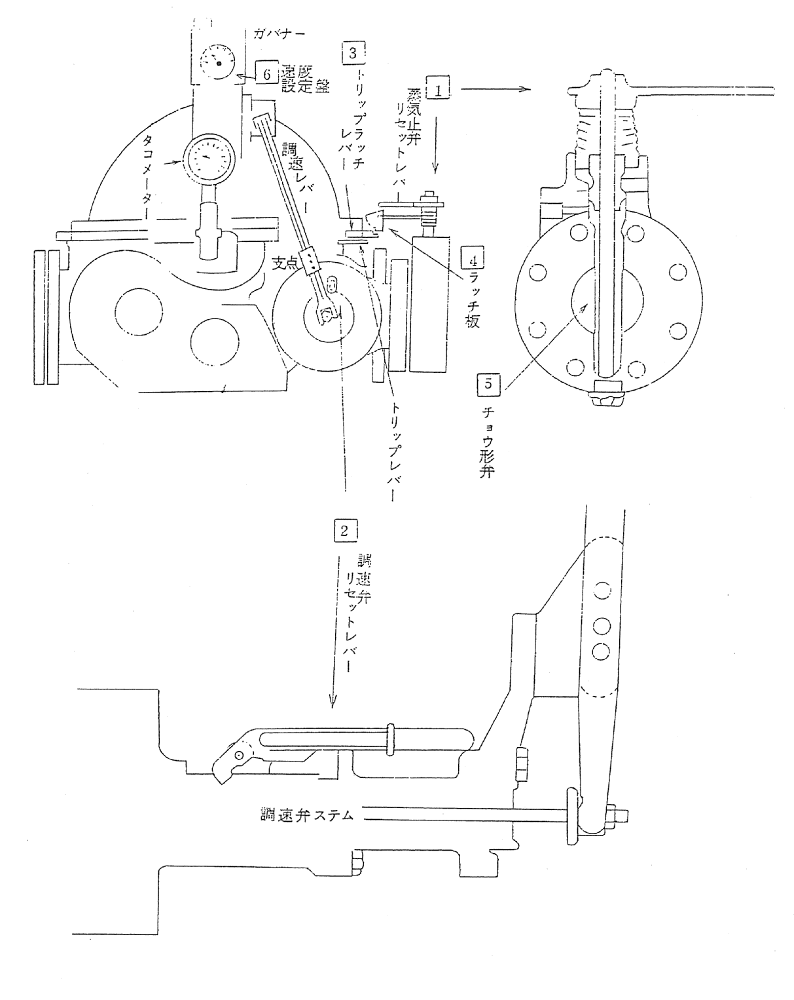 ガバナー
6
速度
設定盤
タコメーター
調速レバー
支点
3
トリップラッチ
レバー
1
蒸気止弁
リセットレバ
4
ラッチ板
5
チョウ形弁
トリップレバー
2
調速弁
リセットレバー
調速弁ステム